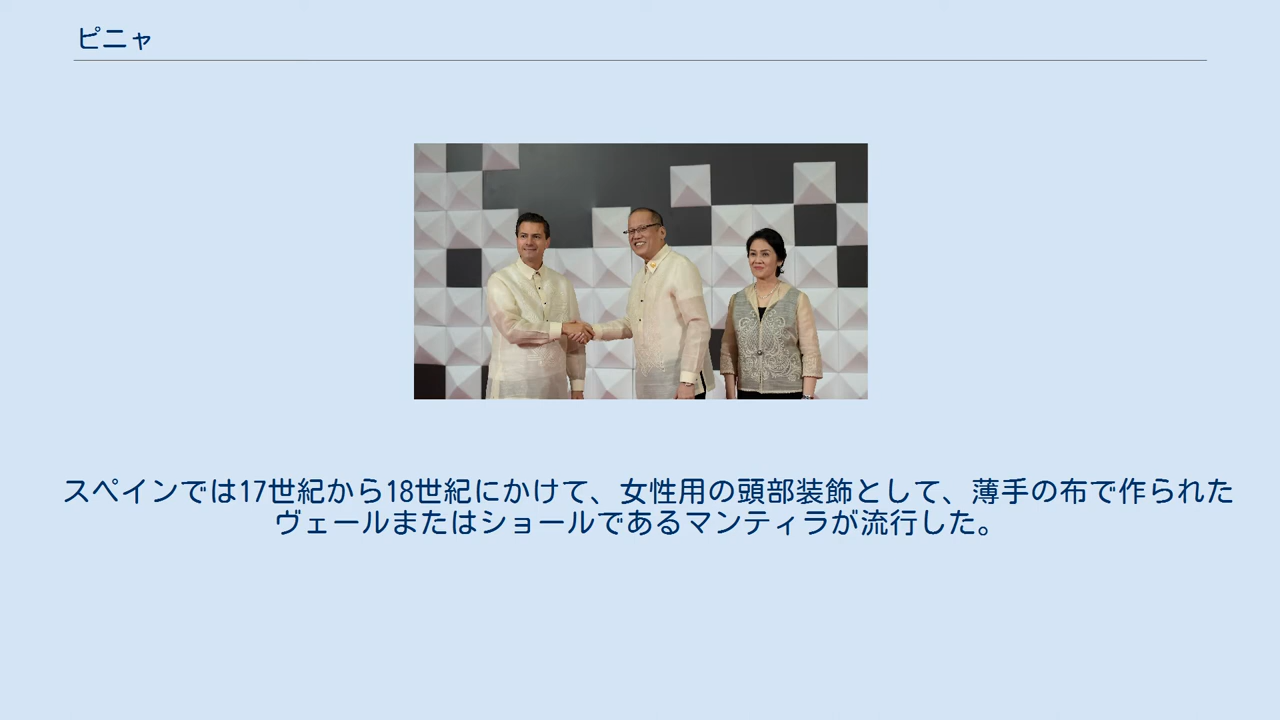 ピニャ
スペインでは17世紀から18世紀にかけて、女性用の頭部装飾として、薄手の布で作られた
ヴェールまたはショールであるマンティラが流行した。